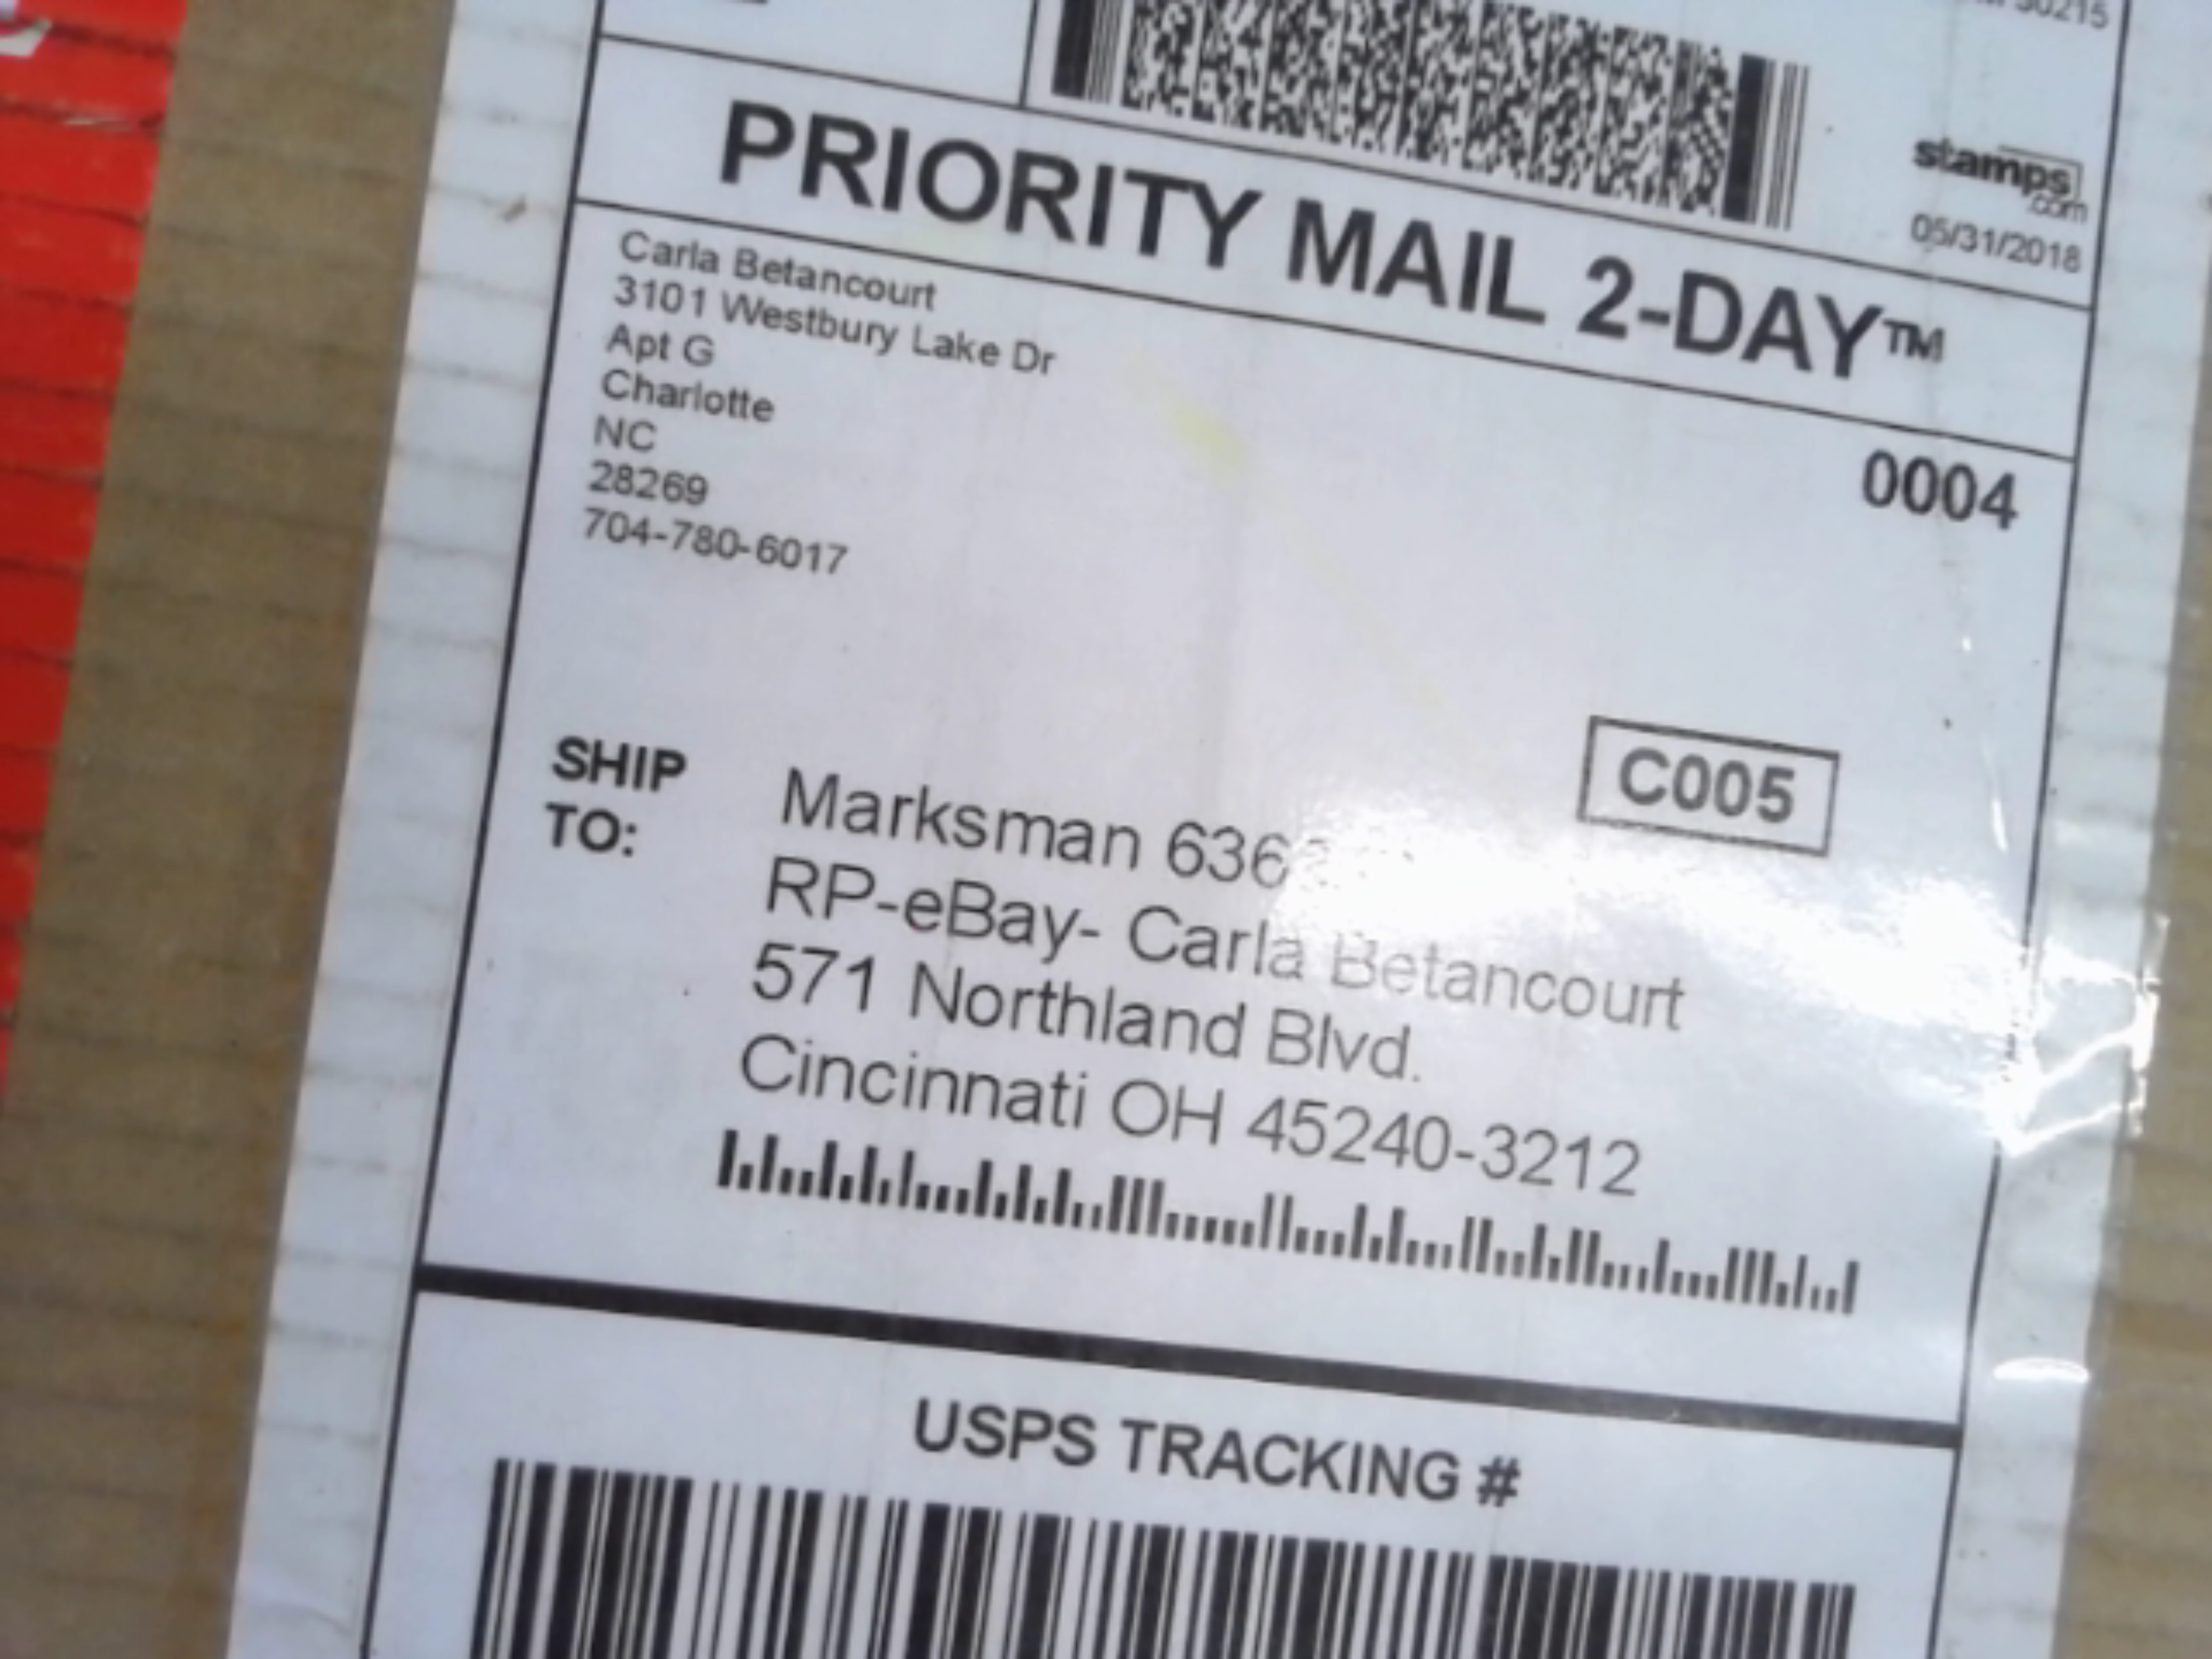 30215
stamps
.com
05/31/2018
PRIORITY MAIL 2-DAY™
Carla Betancourt
3101 Westbury Lake Dr
Apt G
Charlotte
NC
28269
704-780-6017
0004
C005
SHIP
TO:
Marksman
RP-eBay- Carla Betancourt
571 Northland Blvd.
Cincinnati OH 45240-3212
USPS TRACKING #